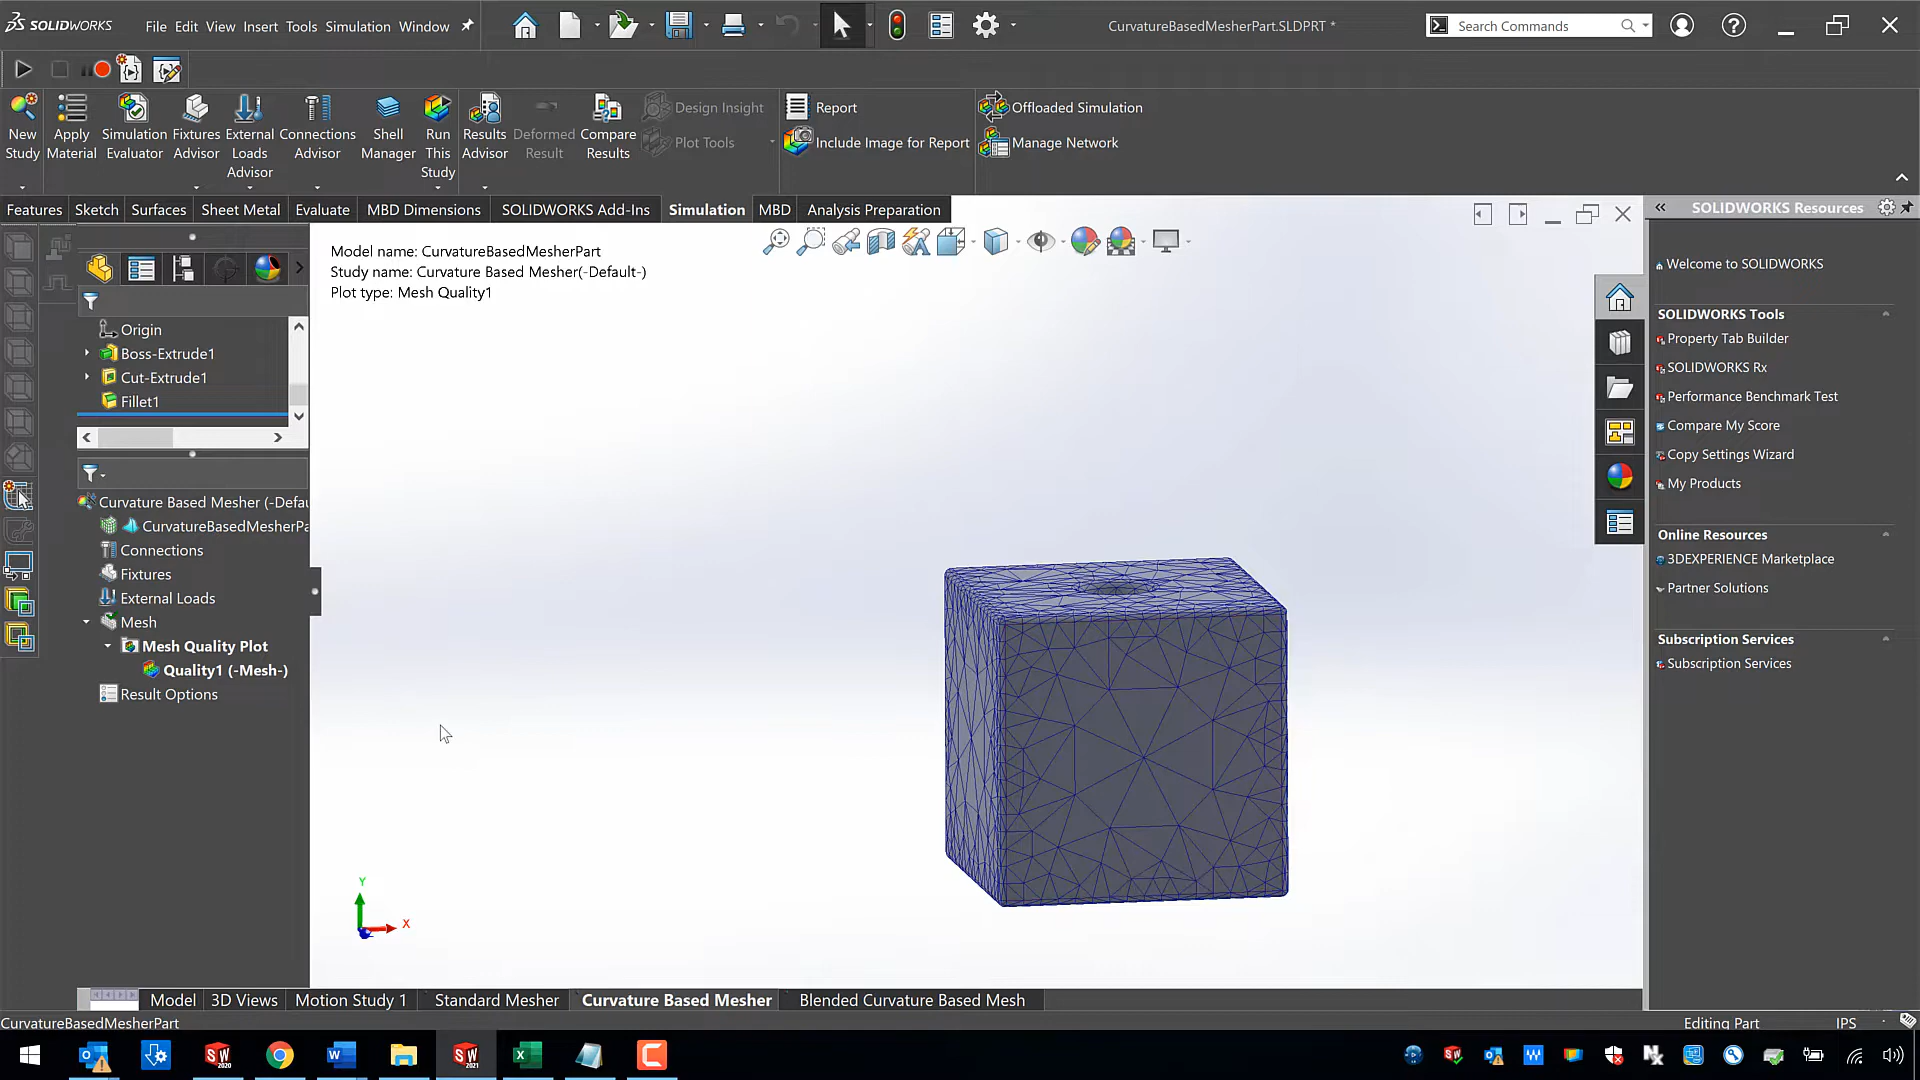 SOLIDWORKS File Edit View Insert Tools Simulation Window CurvatureBasedMesherPart.SLDPRT * Search Commands
New Study
Apply Material
Simulation Evaluator
Fixtures Advisor
External Loads Advisor
Connections Advisor
Shell Manager
Run This Study
Results Advisor
Deformed Result
Compare Results
Design Insight
Plot Tools
Report
Include Image for Report
Offloaded Simulation
Manage Network
Features Sketch Surfaces Sheet Metal Evaluate MBD Dimensions SOLIDWORKS Add-Ins Simulation MBD Analysis Preparation
Origin
Boss-Extrude1
Cut-Extrude1
Fillet1
Curvature Based Mesher (-Defau
CurvatureBasedMesherPa
Connections
Fixtures
External Loads
Mesh
Mesh Quality Plot
Quality1 (-Mesh-)
Result Options
Model name: CurvatureBasedMesherPart
Study name: Curvature Based Mesher(-Default-)
Plot type: Mesh Quality1
Y
X
SOLIDWORKS Resources
Welcome to SOLIDWORKS
SOLIDWORKS Tools
Property Tab Builder
SOLIDWORKS Rx
Performance Benchmark Test
Compare My Score
Copy Settings Wizard
My Products
Online Resources
3DEXPERIENCE Marketplace
Partner Solutions
Subscription Services
Subscription Services
Model 3D Views Motion Study 1 Standard Mesher Curvature Based Mesher Blended Curvature Based Mesh
CurvatureBasedMesherPart Editing Part IPS
SW 2020
SW 2021